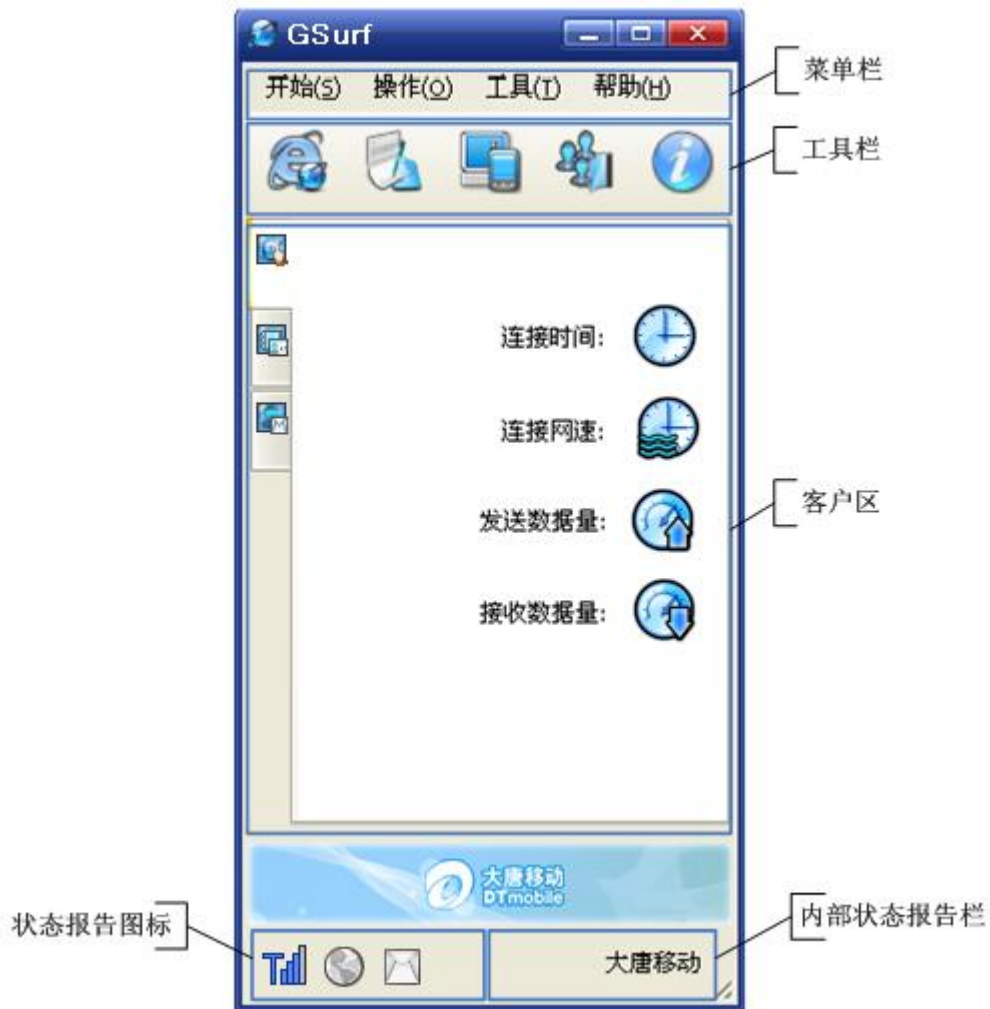 GSurf
开始(S) 操作(O) 工具(T) 帮助(H)
菜单栏
工具栏
连接时间:
连接网速:
发送数据量:
接收数据量:
客户区
大唐移动
DTmobile
状态报告图标
内部状态报告栏
大唐移动